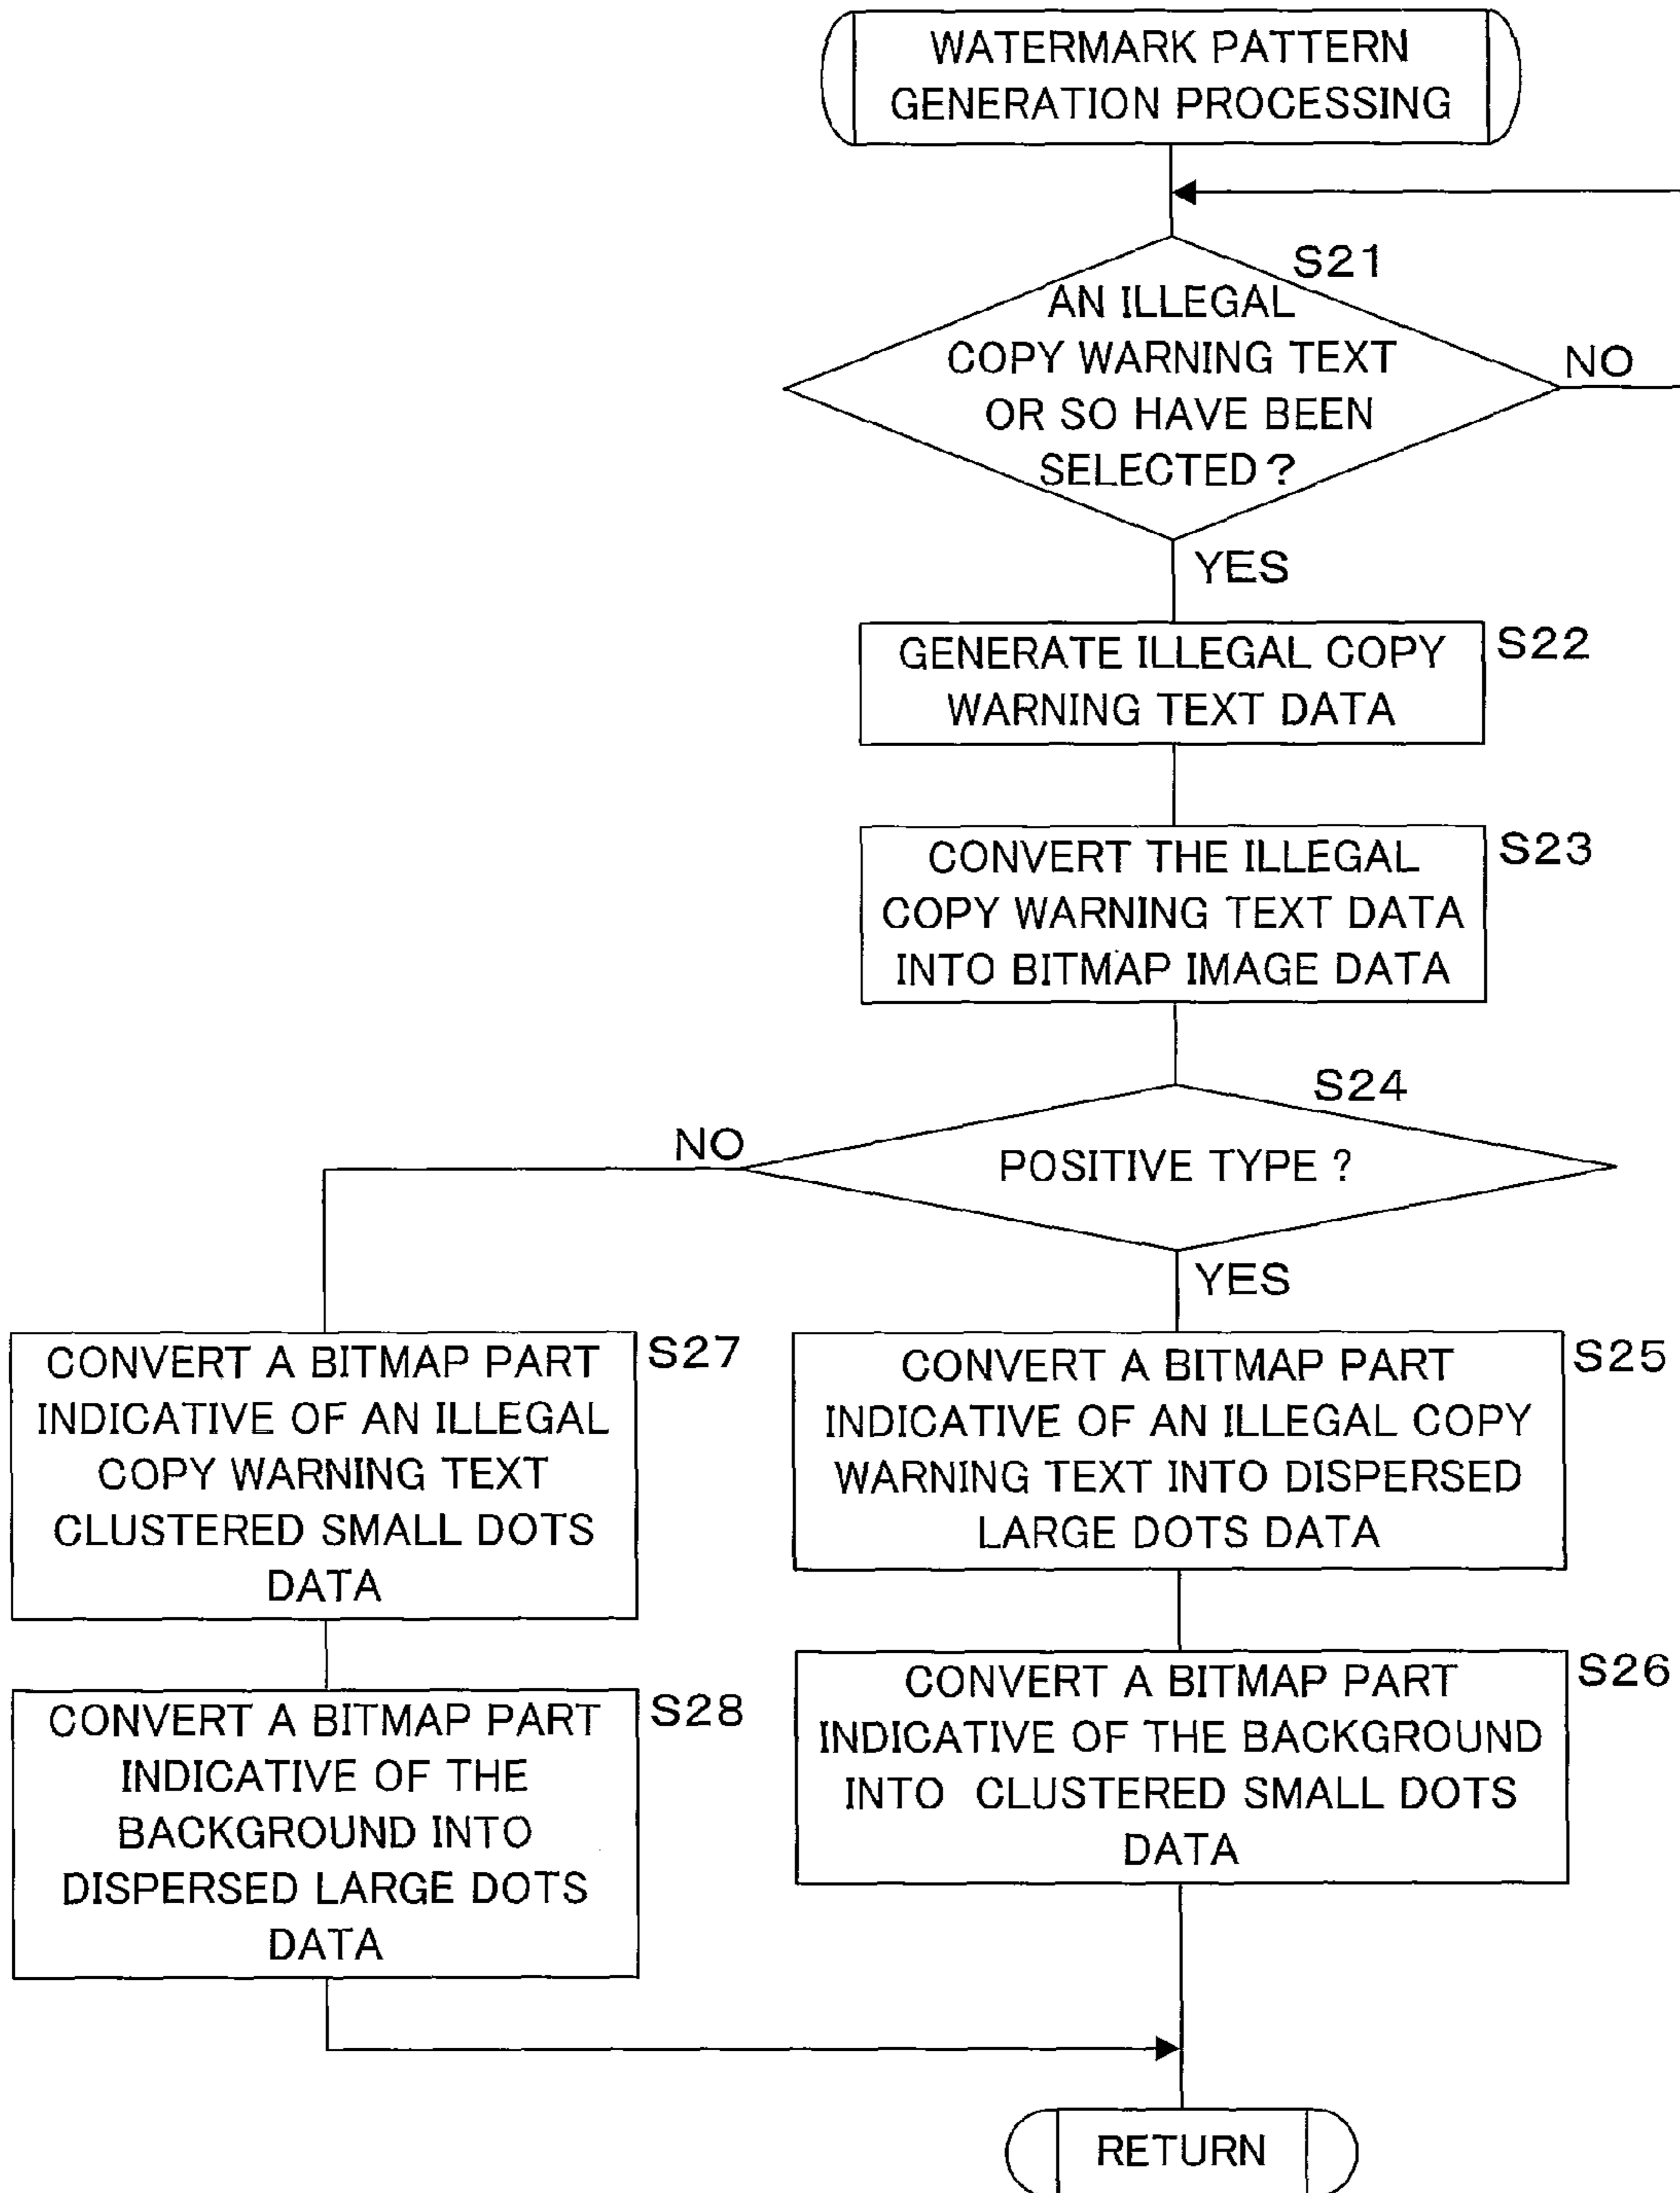 WATERMARK PATTERN
GENERATION PROCESSING
S21
AN ILLEGAL
COPY WARNING TEXT
OR SO HAVE BEEN
SELECTED?
NO
YES
GENERATE ILLEGAL COPY
WARNING TEXT DATA
S22
CONVERT THE ILLEGAL
COPY WARNING TEXT DATA
INTO BITMAP IMAGE DATA
S23
S24
POSITIVE TYPE?
NO
YES
CONVERT A BITMAP PART
INDICATIVE OF AN ILLEGAL
COPY WARNING TEXT
CLUSTERED SMALL DOTS
DATA
S27
CONVERT A BITMAP PART
INDICATIVE OF AN ILLEGAL COPY
WARNING TEXT INTO DISPERSED
LARGE DOTS DATA
S25
CONVERT A BITMAP PART
INDICATIVE OF THE
BACKGROUND INTO
DISPERSED LARGE DOTS
DATA
S28
CONVERT A BITMAP PART
INDICATIVE OF THE BACKGROUND
INTO CLUSTERED SMALL DOTS
DATA
S26
RETURN